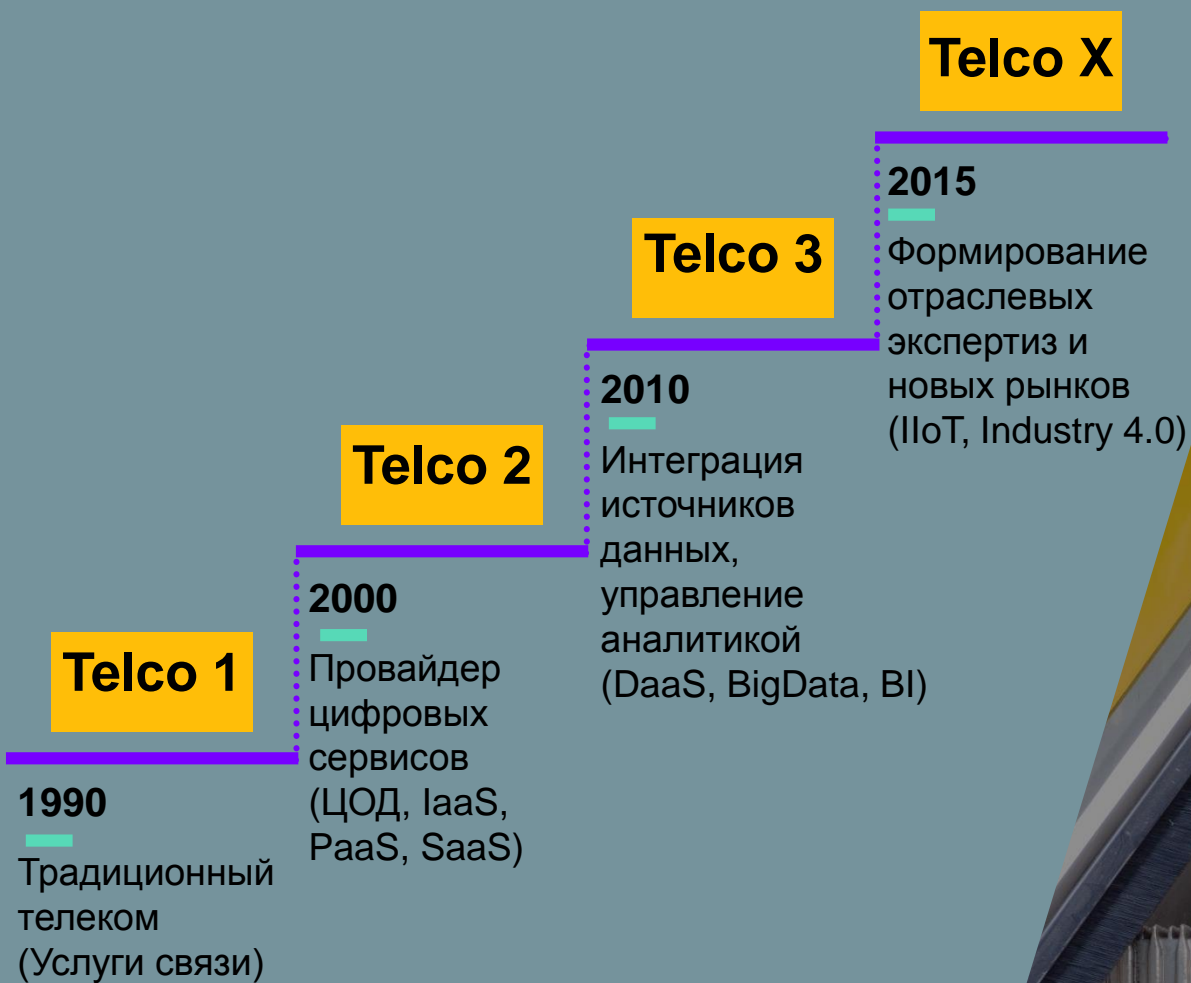 Telco 1
1990
Традиционный
телеком
(Услуги связи)
Telco 2
2000
Провайдер
цифровых
сервисов
(ЦОД, IaaS,
PaaS, SaaS)
Telco 3
2010
Интеграция
источников
данных,
управление
аналитикой
(DaaS, BigData, BI)
Telco X
2015
Формирование
отраслевых
экспертиз и
новых рынков
(IIoT, Industry 4.0)